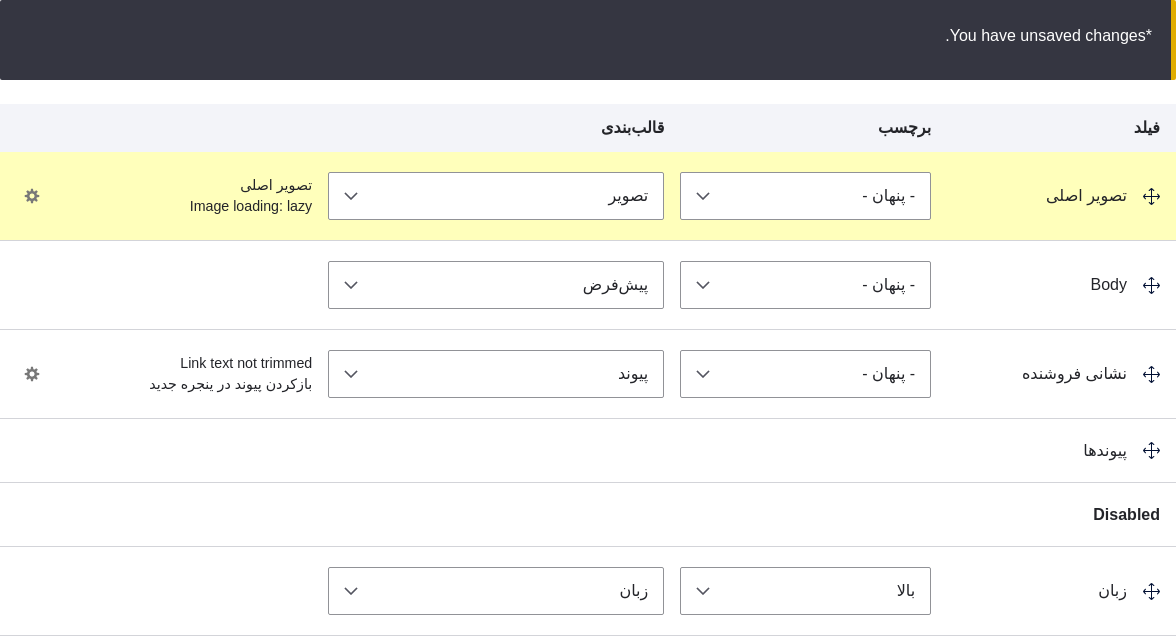 *You have unsaved changes.
فیلد
برچسب
قالب‌بندی
تصویر اصلی
- پنهان -
تصویر
تصویر اصلی
Image loading: lazy
Body
- پنهان -
پیش‌فرض
نشانی فروشنده
- پنهان -
پیوند
Link text not trimmed
بازکردن پیوند در پنجره جدید
پیوندها
Disabled
زبان
بالا
زبان